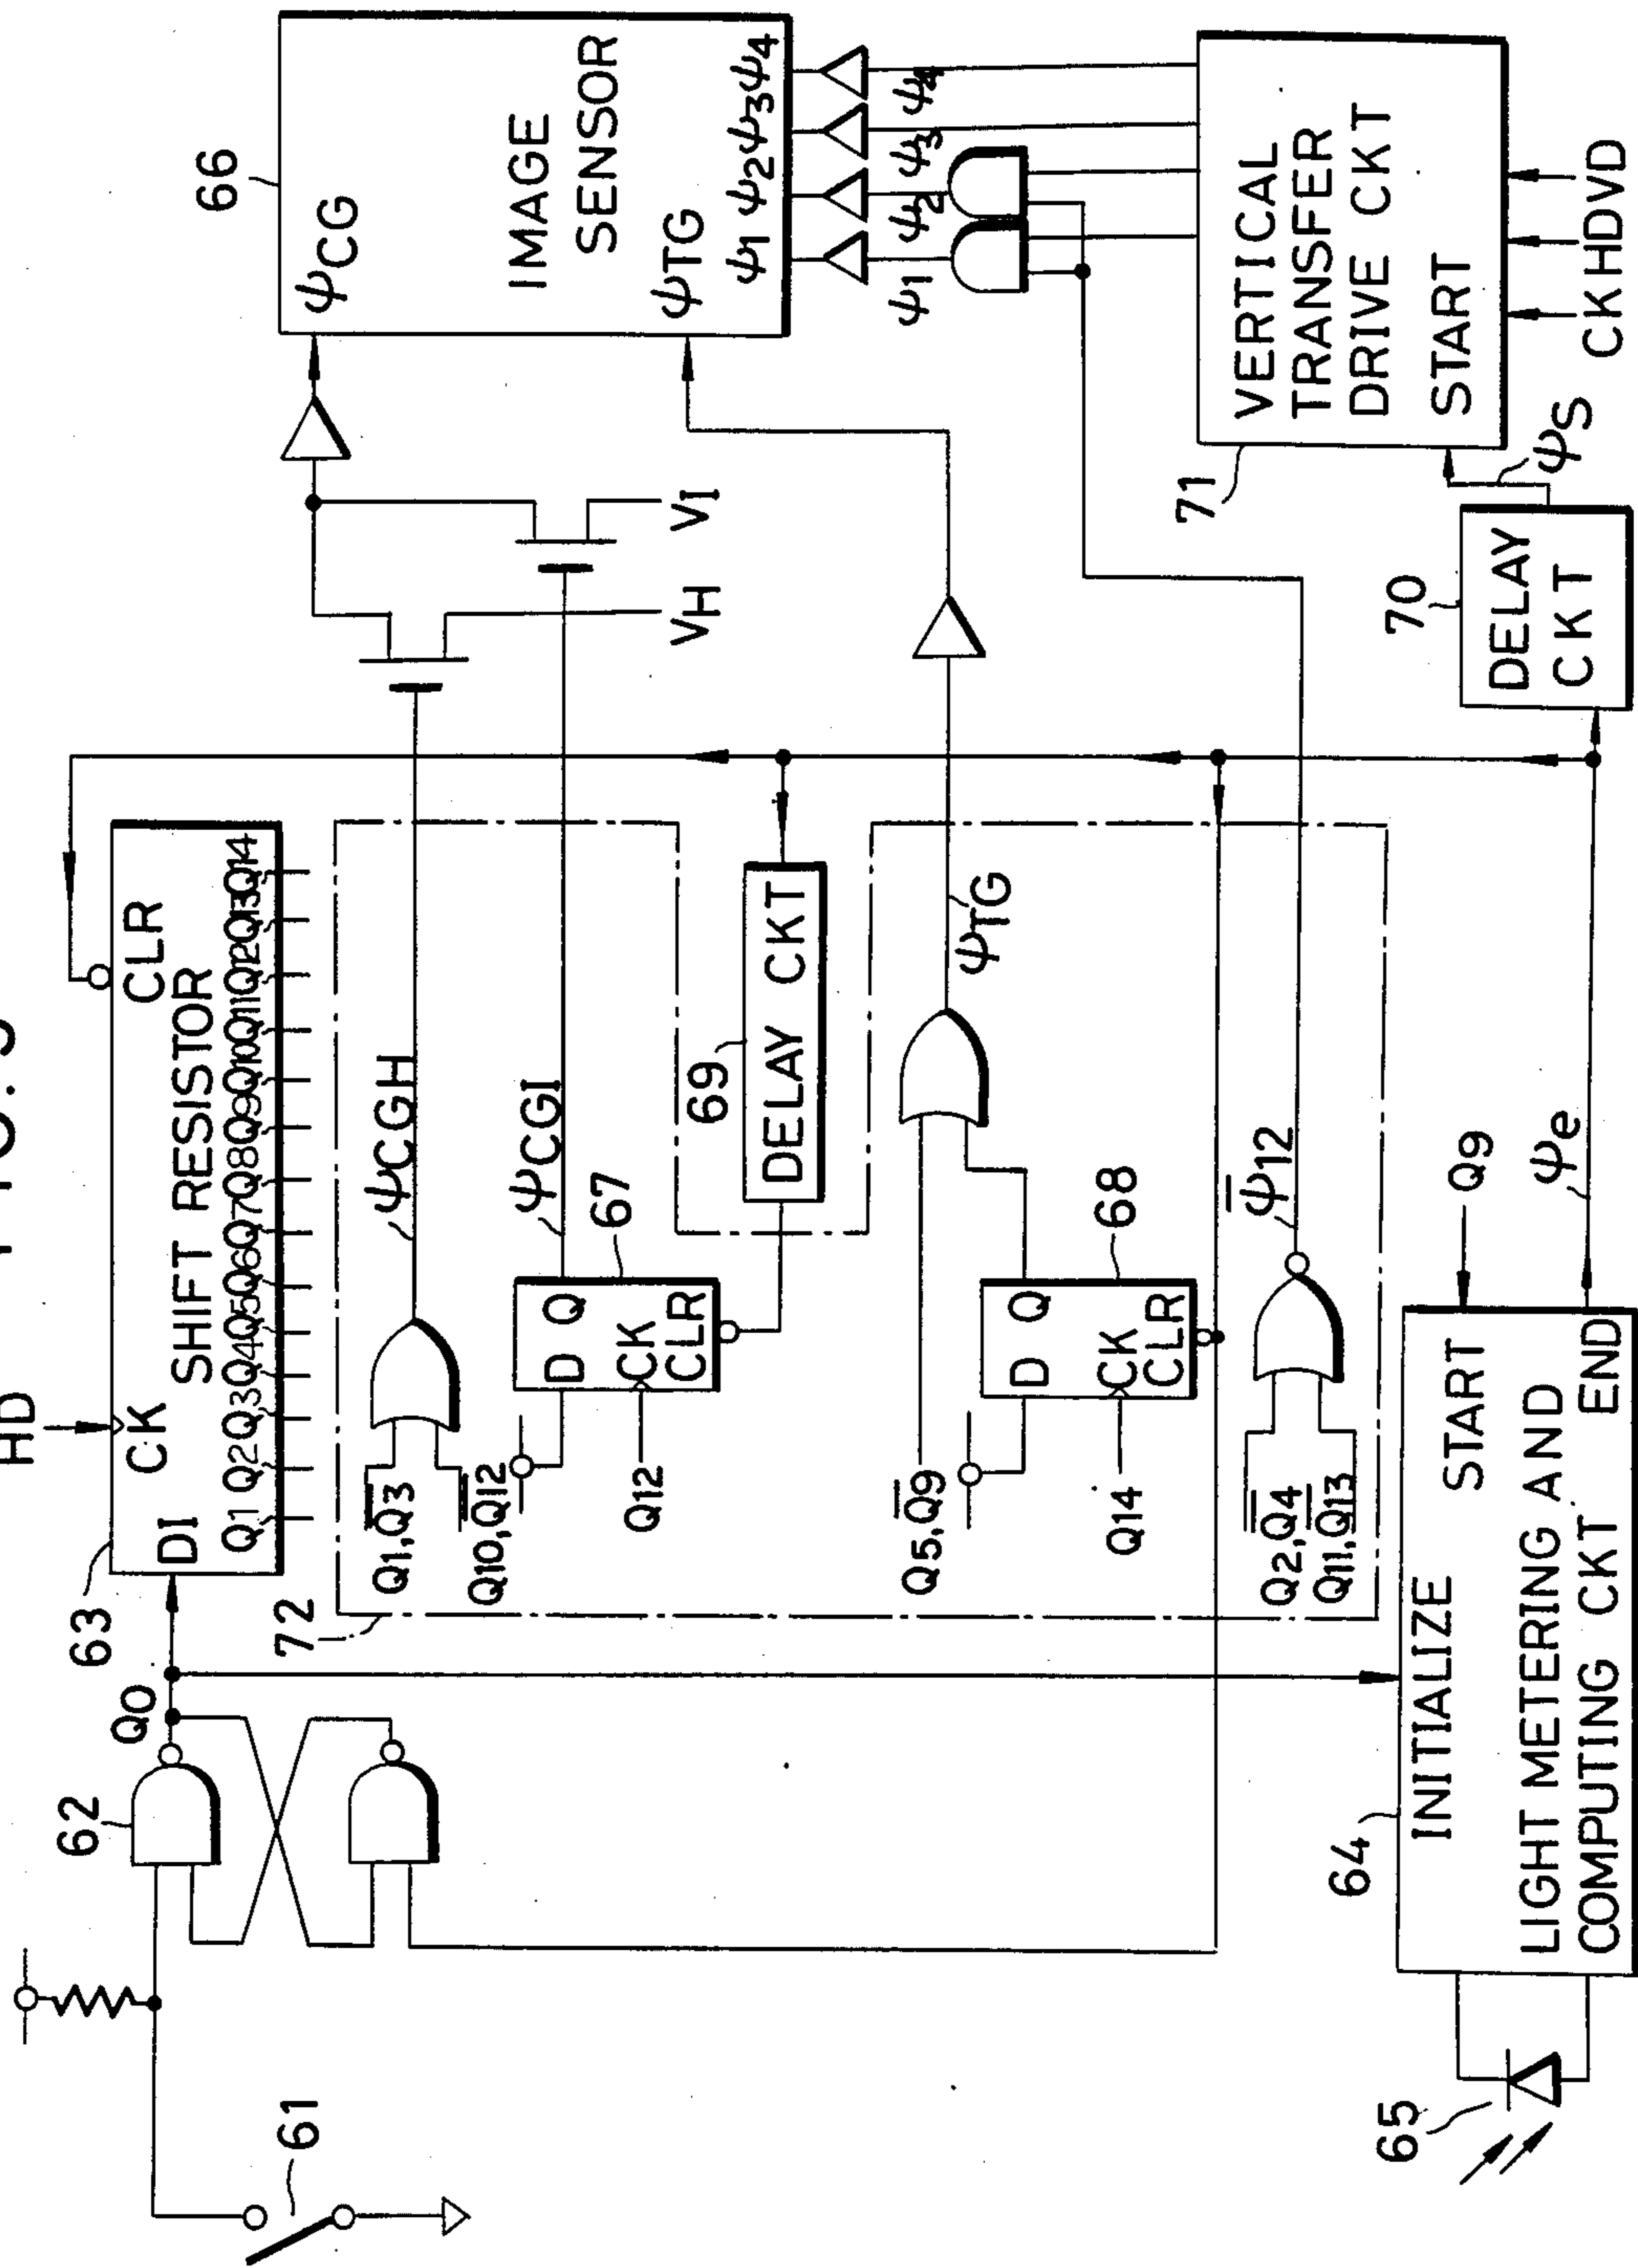 HD
63
CK
CLR
DI
SHIFT RESISTOR
Q1 Q2 Q3 Q4 Q5 Q6 Q7 Q8 Q9 Q10 Q11 Q12 Q13 Q14
Q0
62
61
72
Q1,Q̅3̅
Q10,Q̅1̅2̅
ψCGH
ψCGI
67
D Q
CK
CLR
Q12
69
DELAY CKT
Q5,Q̅9̅
ψTG
68
D Q
CK
CLR
Q14
Q2,Q̅4̅
Q11,Q̅1̅3̅
ψ̅12
VH
VI
66
ψCG
IMAGE
SENSOR
ψTG
ψ1 ψ2 ψ3 ψ4
ψ1 ψ2 ψ3 ψ4
71
VERTICAL
TRANSFER
DRIVE CKT
START
CK HD VD
ψS
70
DELAY
CKT
64
INITIALIZE
START
LIGHT METERING AND
COMPUTING CKT END
Q9
ψe
65